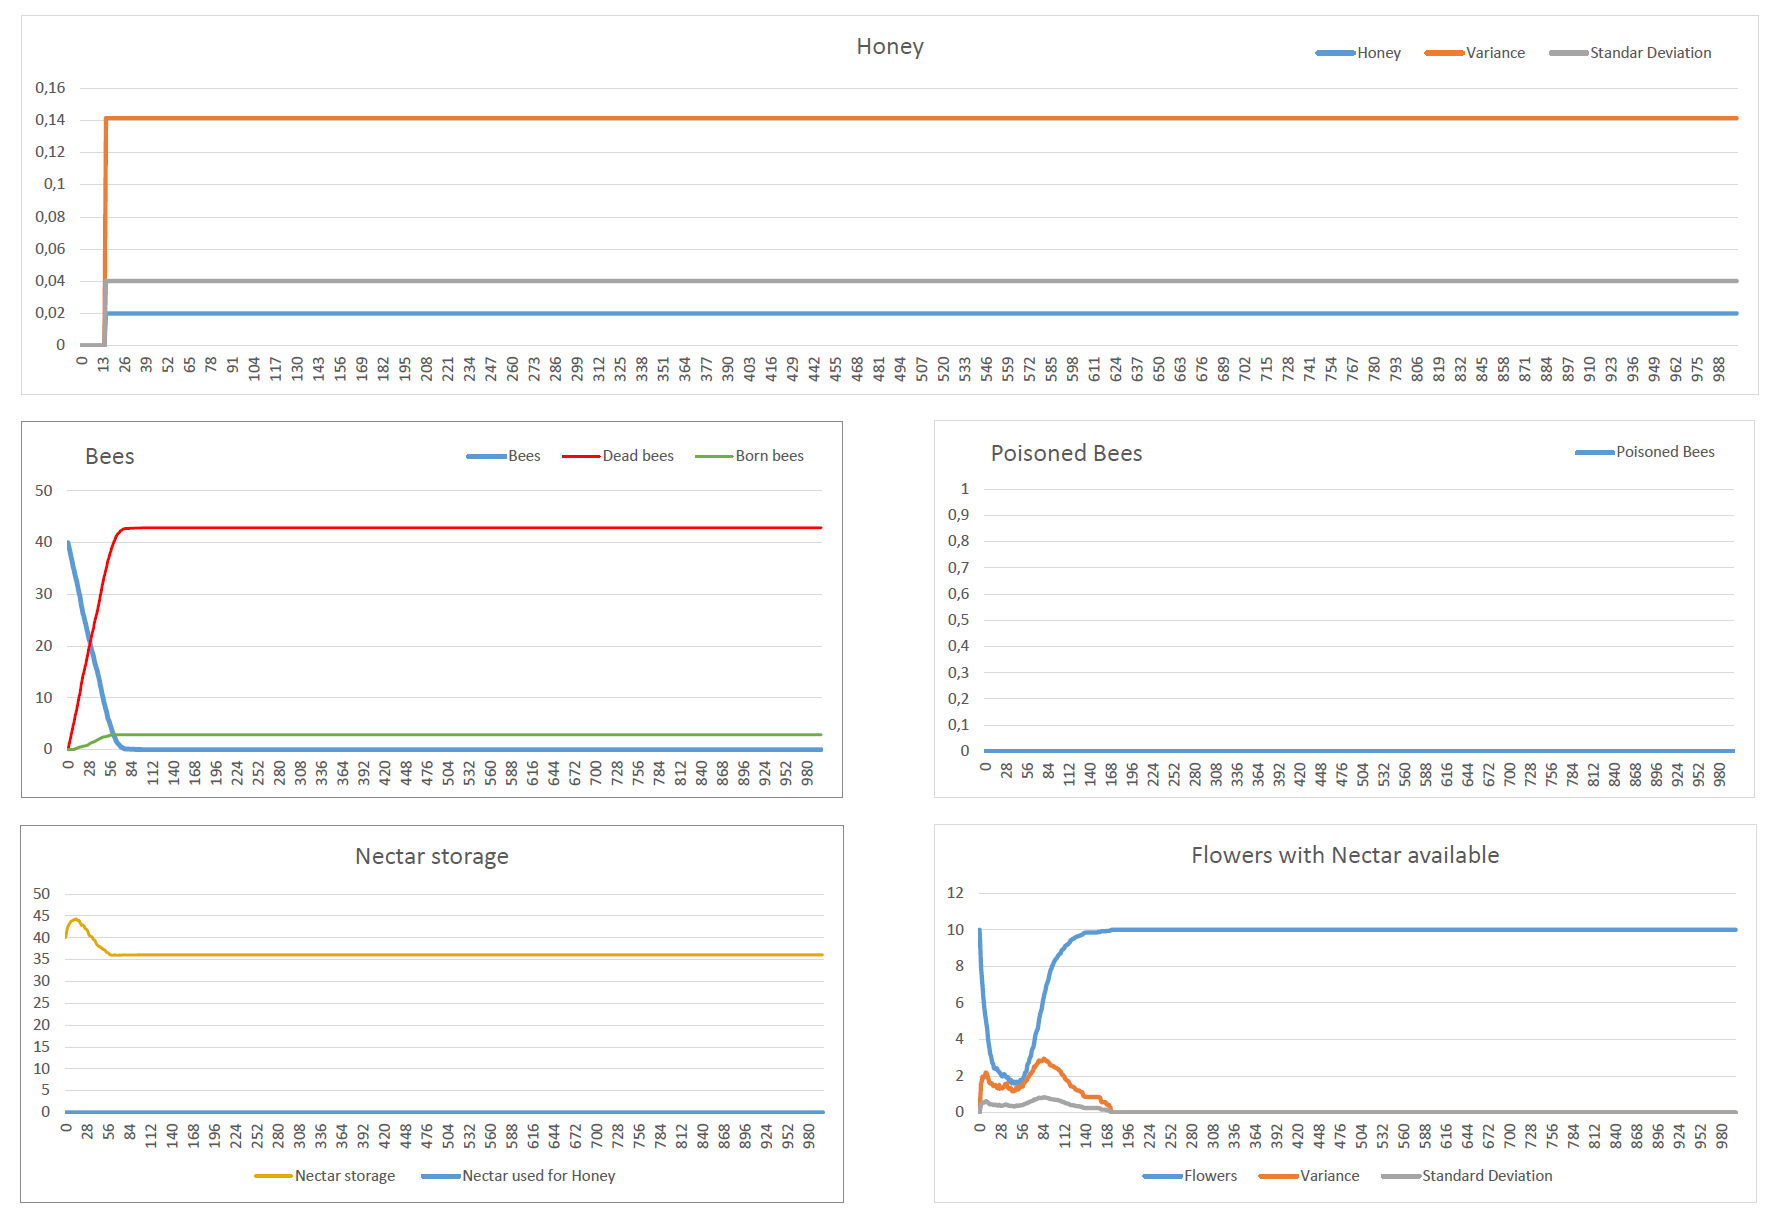 Honey
Honey Variance Standar Deviation
0,16
0,14
0,12
0,1
0,08
0,06
0,04
0,02
0
0 13 26 39 52 65 78 91 104 117 130 143 156 169 182 195 208 221 234 247 260 273 286 299 312 325 338 351 364 377 390 403 416 429 442 455 468 481 494 507 520 533 546 559 572 585 598 611 624 637 650 663 676 689 702 715 728 741 754 767 780 793 806 819 832 845 858 871 884 897 910 923 936 949 962 975 988
Bees
Bees Dead bees Born bees
50
40
30
20
10
0
0 28 56 84 112 140 168 196 224 252 280 308 336 364 392 420 448 476 504 532 560 588 616 644 672 700 728 756 784 812 840 868 896 924 952 980
Poisoned Bees
Poisoned Bees
1
0,9
0,8
0,7
0,6
0,5
0,4
0,3
0,2
0,1
0
0 28 56 84 112 140 168 196 224 252 280 308 336 364 392 420 448 476 504 532 560 588 616 644 672 700 728 756 784 812 840 868 896 924 952 980
Nectar storage
50
45
40
35
30
25
20
15
10
5
0
0 28 56 84 112 140 168 196 224 252 280 308 336 364 392 420 448 476 504 532 560 588 616 644 672 700 728 756 784 812 840 868 896 924 952 980
Nectar storage Nectar used for Honey
Flowers with Nectar available
12
10
8
6
4
2
0
0 28 56 84 112 140 168 196 224 252 280 308 336 364 392 420 448 476 504 532 560 588 616 644 672 700 728 756 784 812 840 868 896 924 952 980
Flowers Variance Standard Deviation